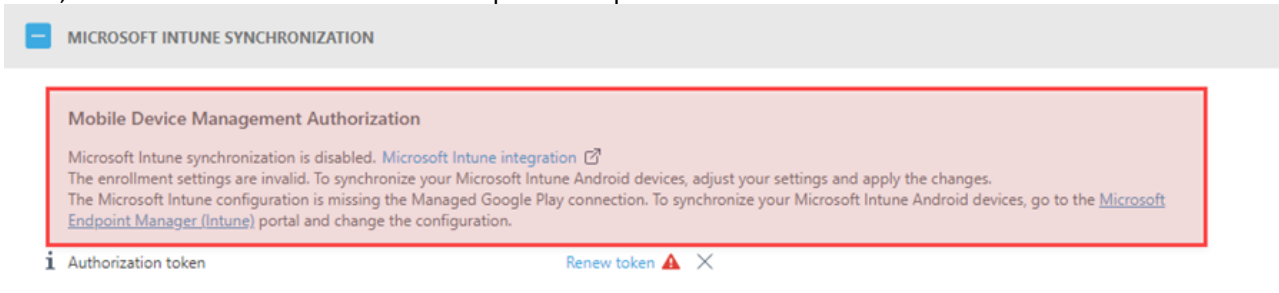 MICROSOFT INTUNE SYNCHRONIZATION
Mobile Device Management Authorization
Microsoft Intune synchronization is disabled. Microsoft Intune integration
The enrollment settings are invalid. To synchronize your Microsoft Intune Android devices, adjust your settings and apply the changes.
The Microsoft Intune configuration is missing the Managed Google Play connection. To synchronize your Microsoft Intune Android devices, go to the Microsoft
Endpoint Manager (Intune) portal and change the configuration.
Authorization token Renew token